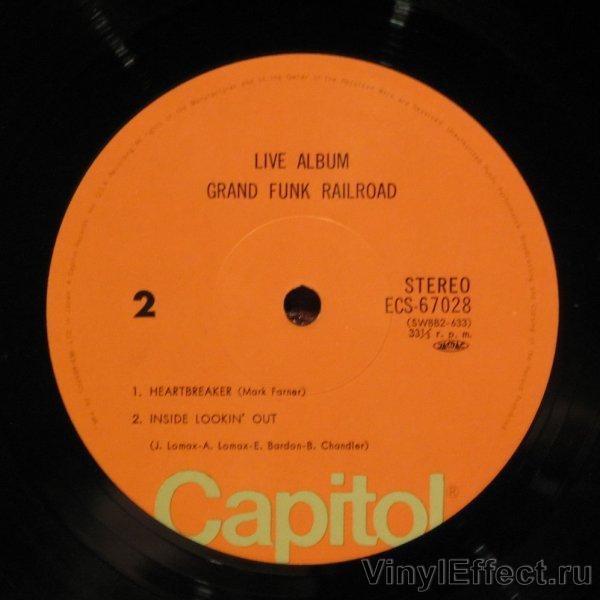 LIVE ALBUM
GRAND FUNK RAILROAD
2
STEREO
ECS-67028
(SWBB2-633)
33⅓ r. p. m.
1. HEARTBREAKER (Mark Farner)
2. INSIDE LOOKIN' OUT
(J. Lomax-A. Lomax-E. Bardon-B. Chandler)
Capitol®
VinylEffect.ru